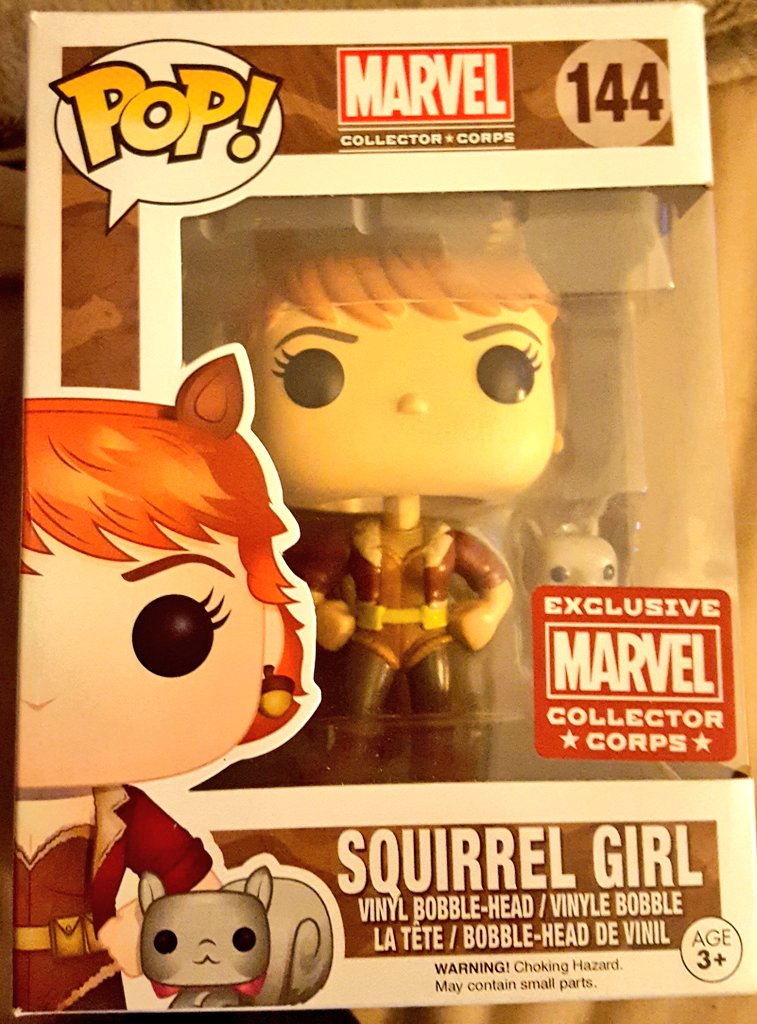 POP!
MARVEL
COLLECTOR ★ CORPS
144
EXCLUSIVE
MARVEL
COLLECTOR
★ CORPS ★
SQUIRREL GIRL
VINYL BOBBLE-HEAD / VINYLE BOBBLE
LA TÊTE / BOBBLE-HEAD DE VINIL
AGE
3+
WARNING! Choking Hazard.
May contain small parts.